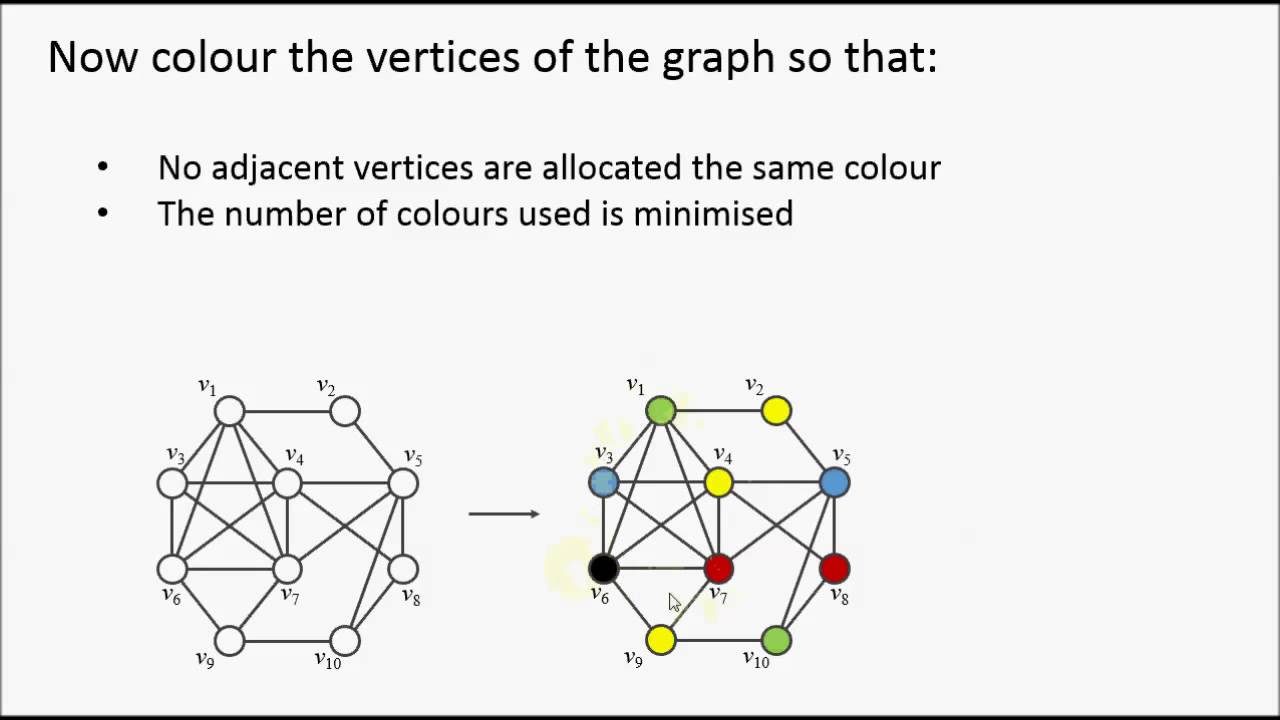 Now colour the vertices of the graph so that:
• No adjacent vertices are allocated the same colour
• The number of colours used is minimised
v1 v2 v1 v2
v3 v4 v5 v3 v4 v5
v6 v7 v8 v6 v7 v8
v9 v10 v9 v10